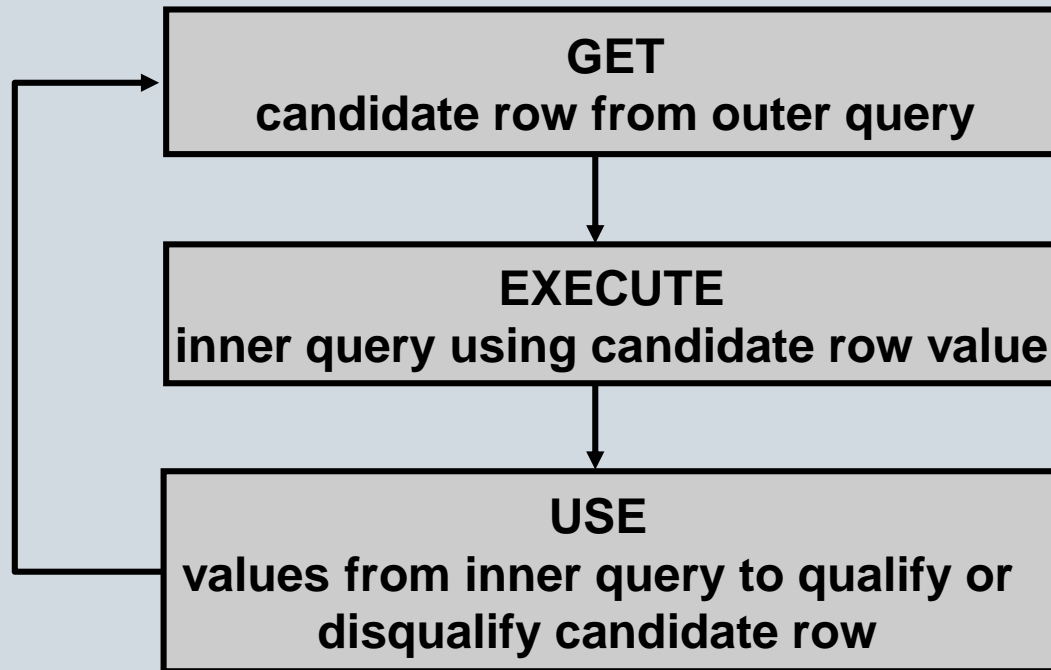 GET
candidate row from outer query
EXECUTE
inner query using candidate row value
USE
values from inner query to qualify or
disqualify candidate row